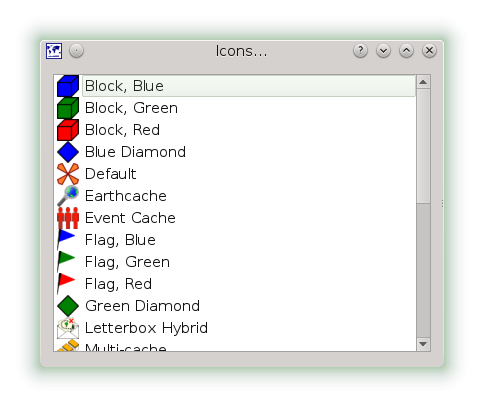 Icons...
Block, Blue
Block, Green
Block, Red
Blue Diamond
Default
Earthcache
Event Cache
Flag, Blue
Flag, Green
Flag, Red
Green Diamond
Letterbox Hybrid
Multi-cache